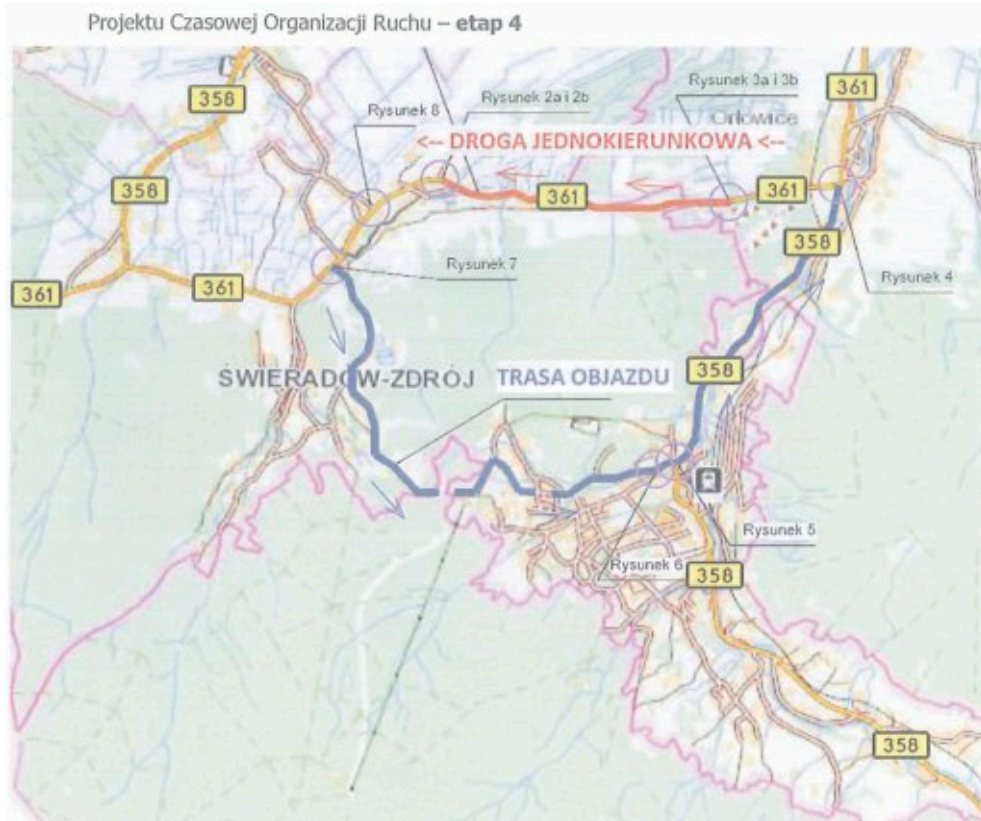 Projektu Czasowej Organizacji Ruchu – etap 4
358
Rysunek 8
Rysunek 2a i 2b
Rysunek 3a i 3b
361
Orłowice
<-- DROGA JEDNOKIERUNKOWA <--
358
361
361
358
Rysunek 7
Rysunek 4
361
361
ŚWIERADÓW-ZDRÓJ
TRASA OBJAZDU
358
Rysunek 5
Rysunek 6
358
358